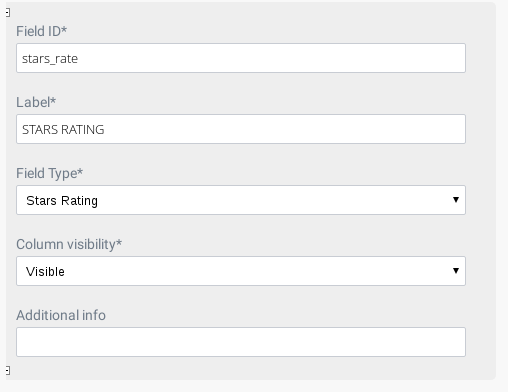 Field ID*
stars_rate
Label*
STARS RATING
Field Type*
Stars Rating
Column visibility*
Visible
Additional info